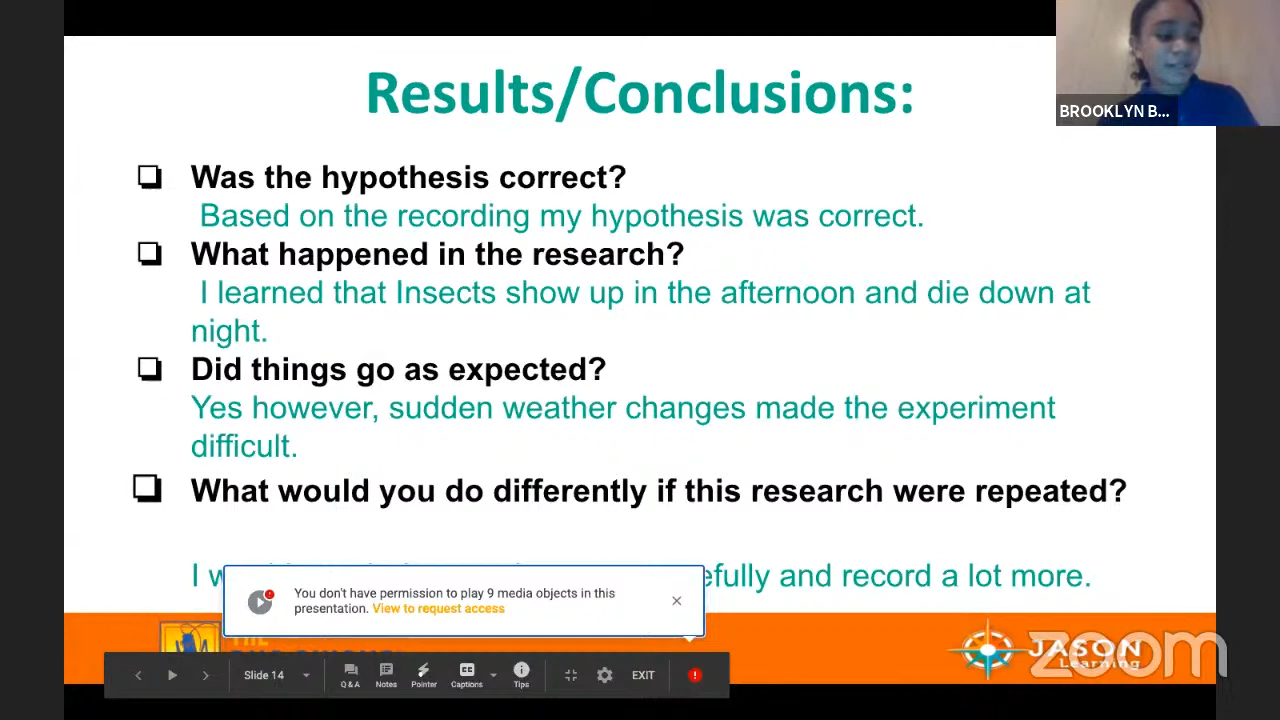 Results/Conclusions:
BROOKLYN B...
Was the hypothesis correct?
Based on the recording my hypothesis was correct.
What happened in the research?
I learned that Insects show up in the afternoon and die down at
night.
Did things go as expected?
Yes however, sudden weather changes made the experiment
difficult.
What would you do differently if this research were repeated?
I and record a lot more.
You don't have permission to play 9 media objects in this
presentation. View to request access
THE
JASON
Learning
zoom
Slide 14
Q&A
Notes
Pointer
Captions
Tips
EXIT